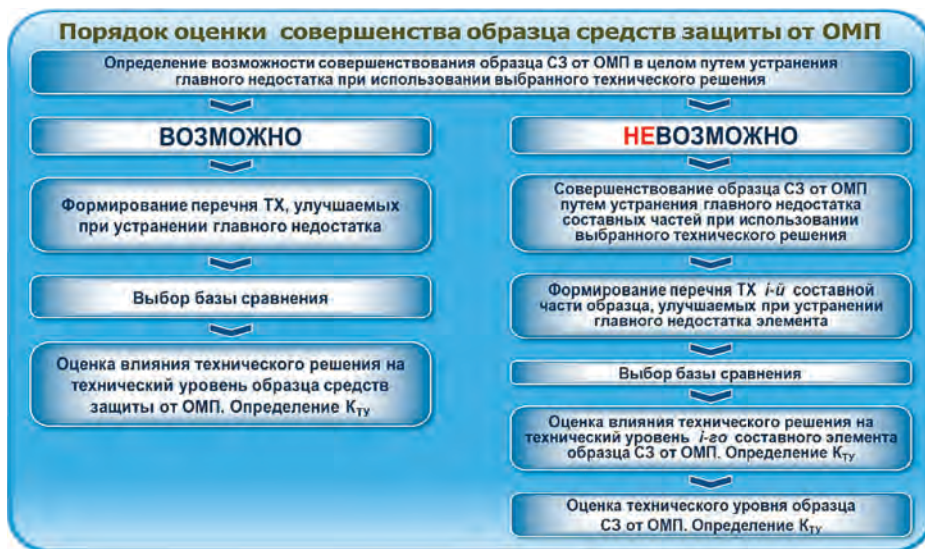 Порядок оценки совершенства образца средств защиты от ОМП
Определение возможности совершенствования образца СЗ от ОМП в целом путем устранения
главного недостатка при использовании выбранного технического решения
ВОЗМОЖНО
Формирование перечня ТХ, улучшаемых
при устранении главного недостатка
Выбор базы сравнения
Оценка влияния технического решения на
технический уровень образца средств
защиты от ОМП. Определение КТУ
НЕВОЗМОЖНО
Совершенствование образца СЗ от ОМП
путем устранения главного недостатка
составных частей при использовании
выбранного технического решения
Формирование перечня ТХ i-й составной
части образца, улучшаемых при устранении
главного недостатка элемента
Выбор базы сравнения
Оценка влияния технического решения на
технический уровень i-го составного элемента
образца СЗ от ОМП. Определение КТУ
Оценка технического уровня образца
СЗ от ОМП. Определение КТУ